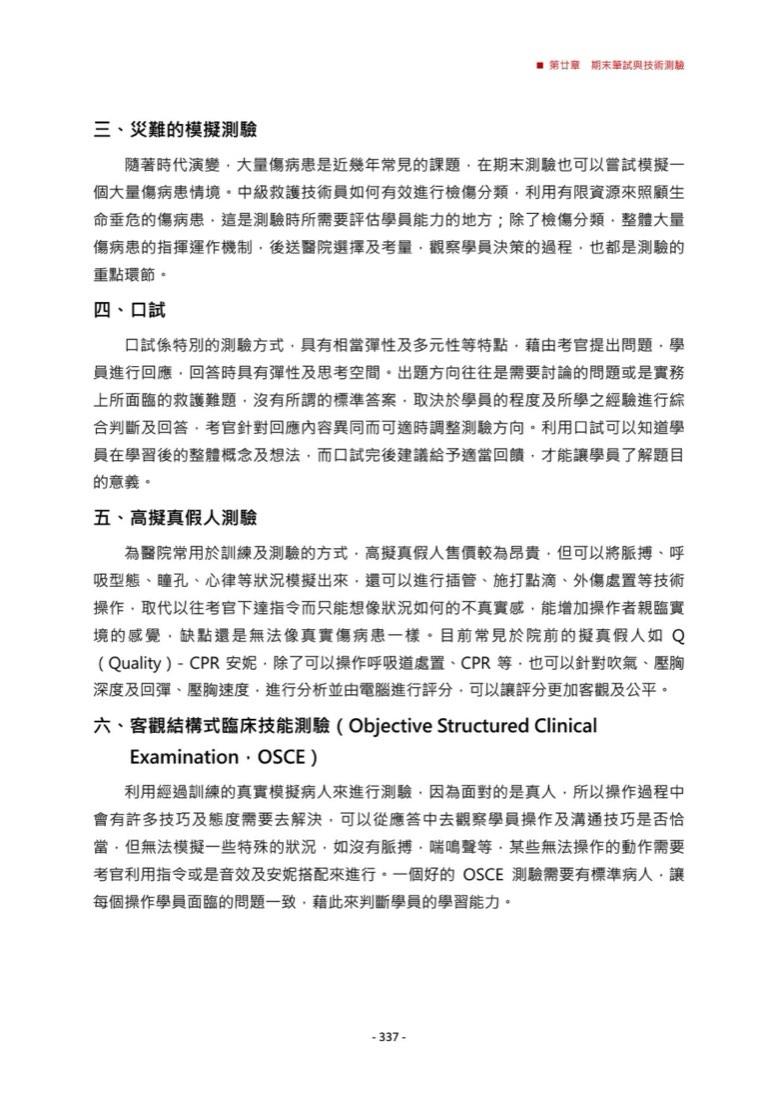 ■ 第廿章　期末筆試與技術測驗
三、災難的模擬測驗
隨著時代演變，大量傷病患是近幾年常見的課題，在期末測驗也可以嘗試模擬一
個大量傷病患情境。中級救護技術員如何有效進行檢傷分類，利用有限資源來照顧生
命垂危的傷病患，這是測驗時所需要評估學員能力的地方；除了檢傷分類，整體大量
傷病患的指揮運作機制，後送醫院選擇及考量，觀察學員決策的過程，也都是測驗的
重點環節。
四、口試
口試係特別的測驗方式，具有相當彈性及多元性等特點，藉由考官提出問題，學
員進行回應，回答時具有彈性及思考空間。出題方向往往是需要討論的問題或是實務
上所面臨的救護難題，沒有所謂的標準答案，取決於學員的程度及所學之經驗進行綜
合判斷及回答，考官針對回應內容異同而可適時調整測驗方向。利用口試可以知道學
員在學習後的整體概念及想法，而口試完後建議給予適當回饋，才能讓學員了解題目
的意義。
五、高擬真假人測驗
為醫院常用於訓練及測驗的方式，高擬真假人售價較為昂貴，但可以將脈搏、呼
吸型態、瞳孔、心律等狀況模擬出來，還可以進行插管、施打點滴、外傷處置等技術
操作，取代以往考官下達指令而只能想像狀況如何的不真實感，能增加操作者親臨實
境的感覺，缺點還是無法像真實傷病患一樣。目前常見於院前的擬真假人如 Q
（Quality）- CPR 安妮，除了可以操作呼吸道處置、CPR 等，也可以針對吹氣、壓胸
深度及回彈、壓胸速度，進行分析並由電腦進行評分，可以讓評分更加客觀及公平。
六、客觀結構式臨床技能測驗（Objective Structured Clinical
Examination，OSCE）
利用經過訓練的真實模擬病人來進行測驗，因為面對的是真人，所以操作過程中
會有許多技巧及態度需要去解決，可以從應答中去觀察學員操作及溝通技巧是否恰
當，但無法模擬一些特殊的狀況，如沒有脈搏，喘鳴聲等，某些無法操作的動作需要
考官利用指令或是音效及安妮搭配來進行。一個好的 OSCE 測驗需要有標準病人，讓
每個操作學員面臨的問題一致，藉此來判斷學員的學習能力。
- 337 -